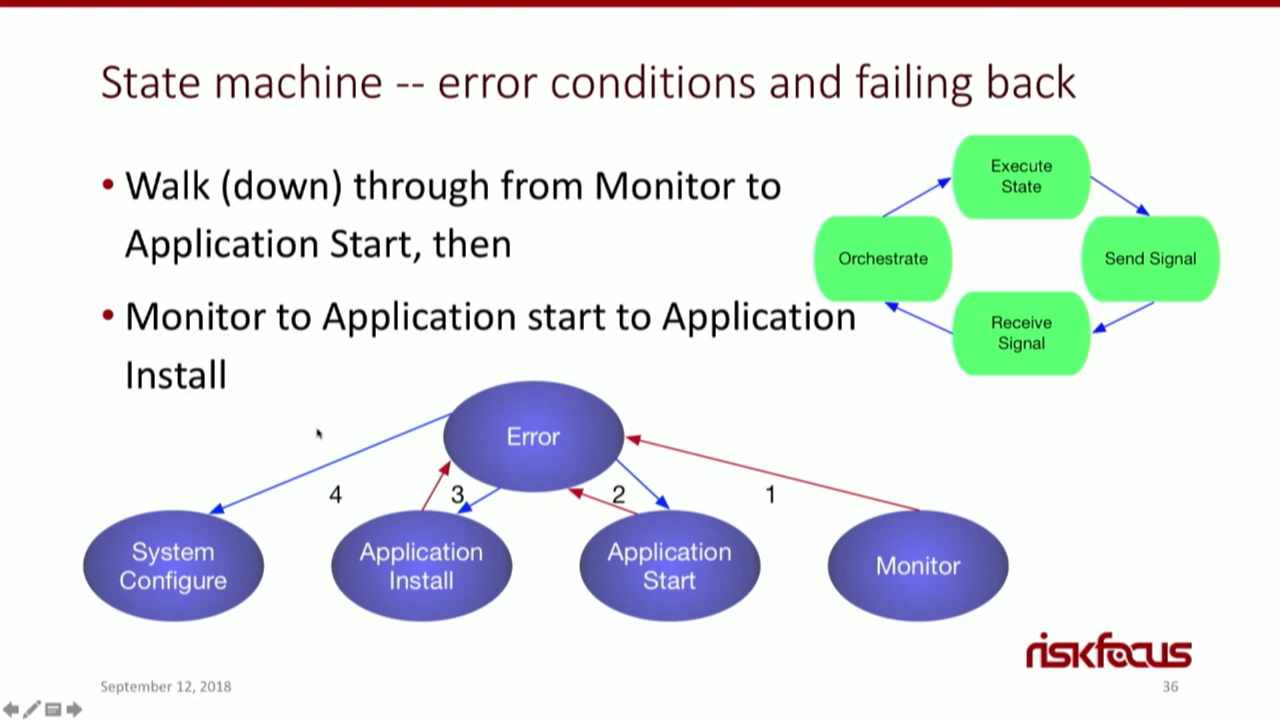 State machine -- error conditions and failing back
• Walk (down) through from Monitor to
Application Start, then
• Monitor to Application start to Application
Install
Execute
State
Orchestrate
Send Signal
Receive
Signal
Error
4
3
2
1
System
Configure
Application
Install
Application
Start
Monitor
riskfocus
September 12, 2018
36